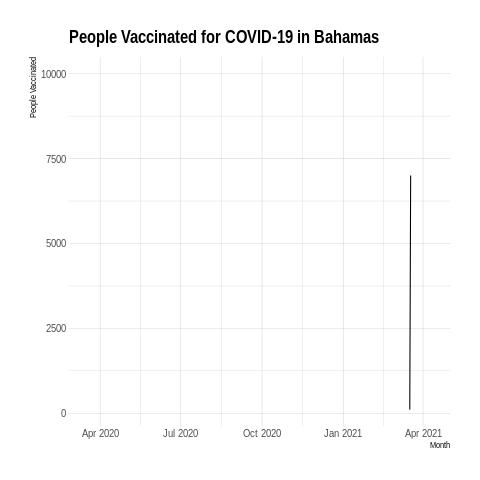 People Vaccinated for COVID-19 in Bahamas
People Vaccinated
10000
7500
5000
2500
0
Apr 2020 Jul 2020 Oct 2020 Jan 2021 Apr 2021
Month